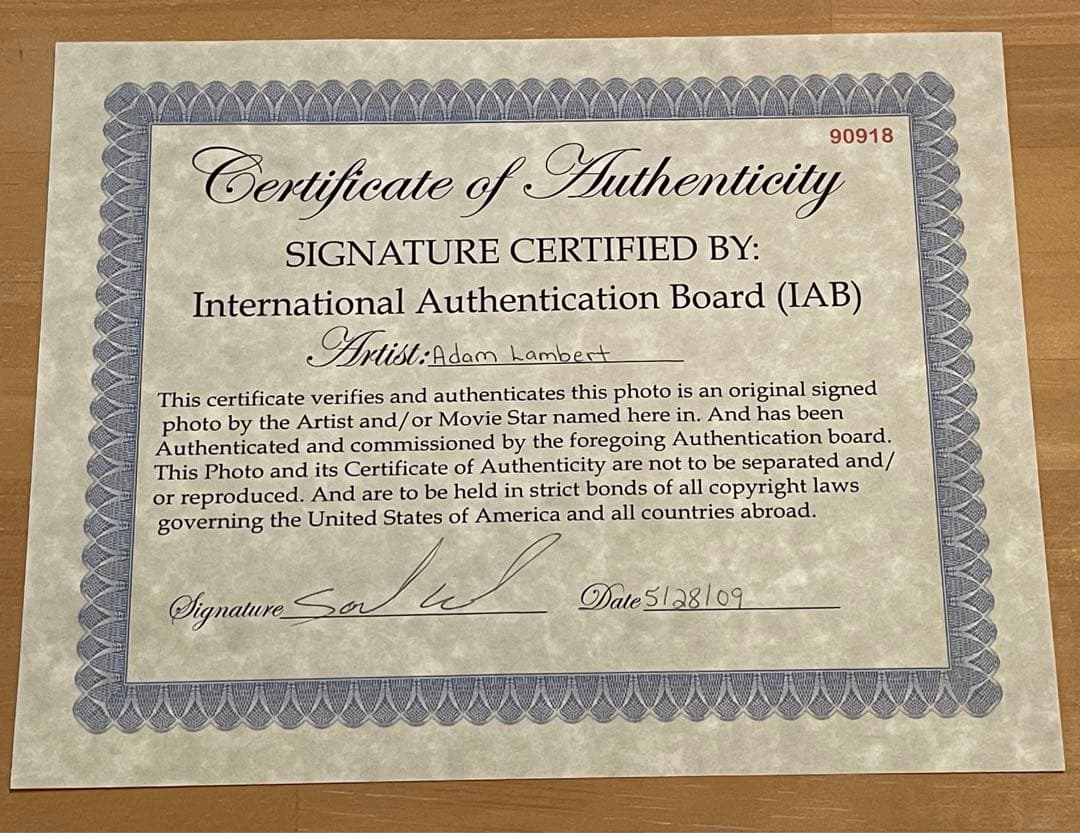 90918
Certificate of Authenticity
SIGNATURE CERTIFIED BY:
International Authentication Board (IAB)
Artist: Adam Lambert
This certificate verifies and authenticates this photo is an original signed
photo by the Artist and/or Movie Star named here in. And has been
Authenticated and commissioned by the foregoing Authentication board.
This Photo and its Certificate of Authenticity are not to be separated and/
or reproduced. And are to be held in strict bonds of all copyright laws
governing the United States of America and all countries abroad.
Signature Date 5/28/09